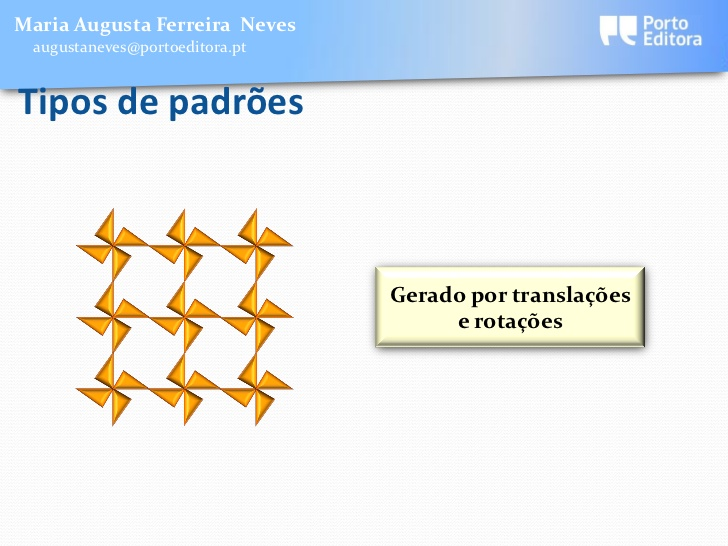 Maria Augusta Ferreira Neves
augustaneves@portoeditora.pt
Porto
Editora
Tipos de padrões
Gerado por translações
e rotações